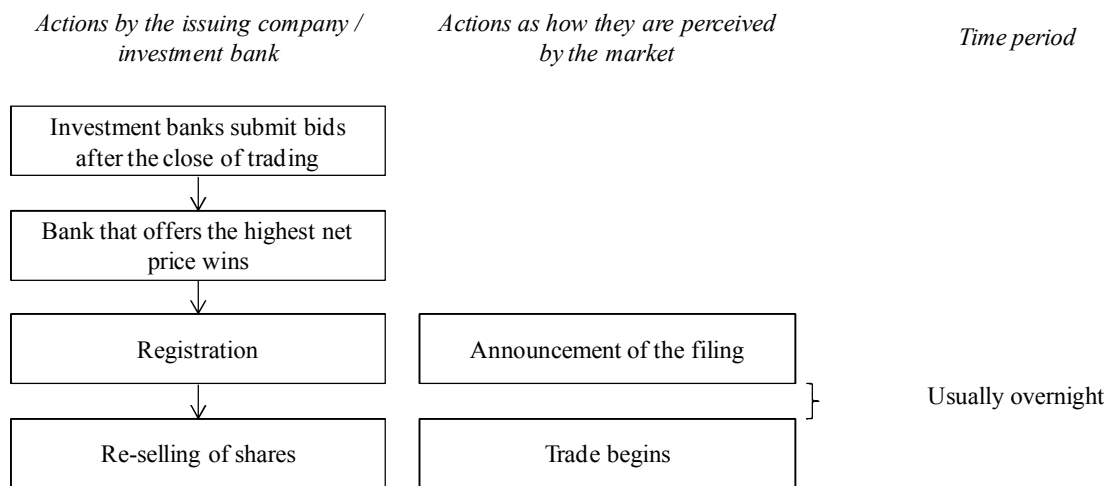 Actions by the issuing company /
investment bank
Actions as how they are perceived
by the market
Time period
Investment banks submit bids
after the close of trading
Bank that offers the highest net
price wins
Registration
Announcement of the filing
Usually overnight
Re-selling of shares
Trade begins